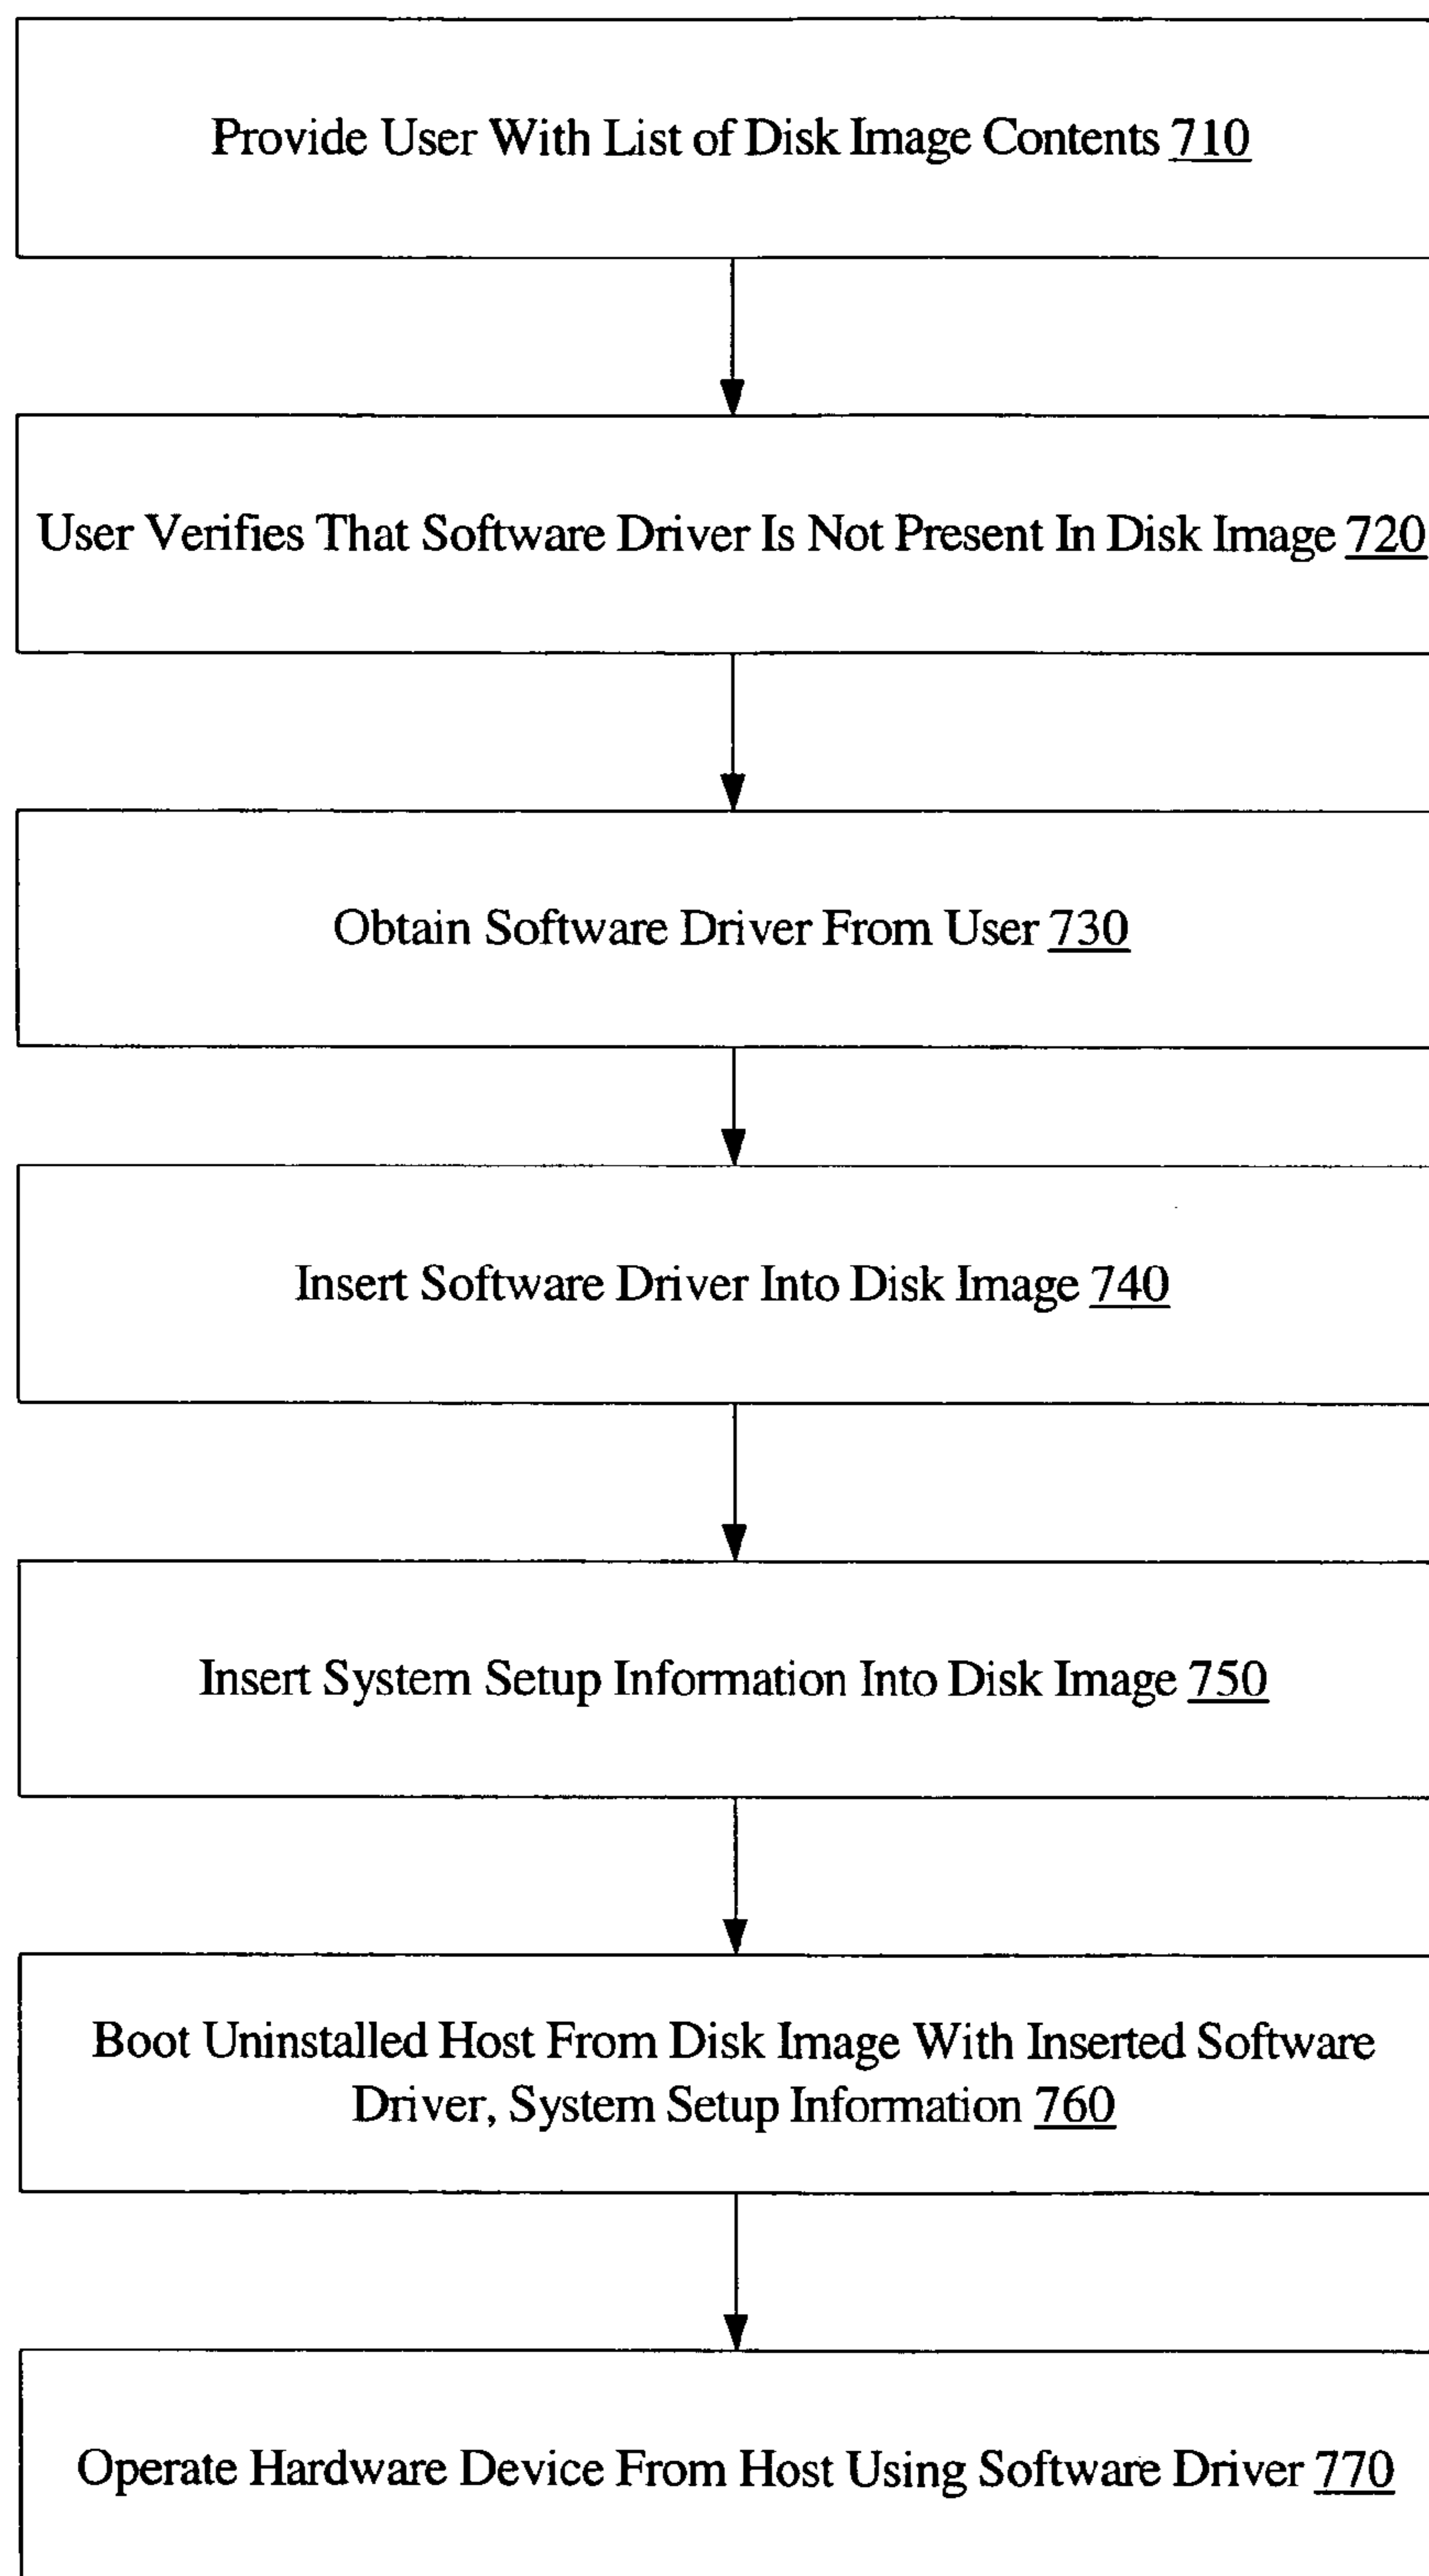 Provide User With List of Disk Image Contents 710
User Verifies That Software Driver Is Not Present In Disk Image 720
Obtain Software Driver From User 730
Insert Software Driver Into Disk Image 740
Insert System Setup Information Into Disk Image 750
Boot Uninstalled Host From Disk Image With Inserted Software
Driver, System Setup Information 760
Operate Hardware Device From Host Using Software Driver 770